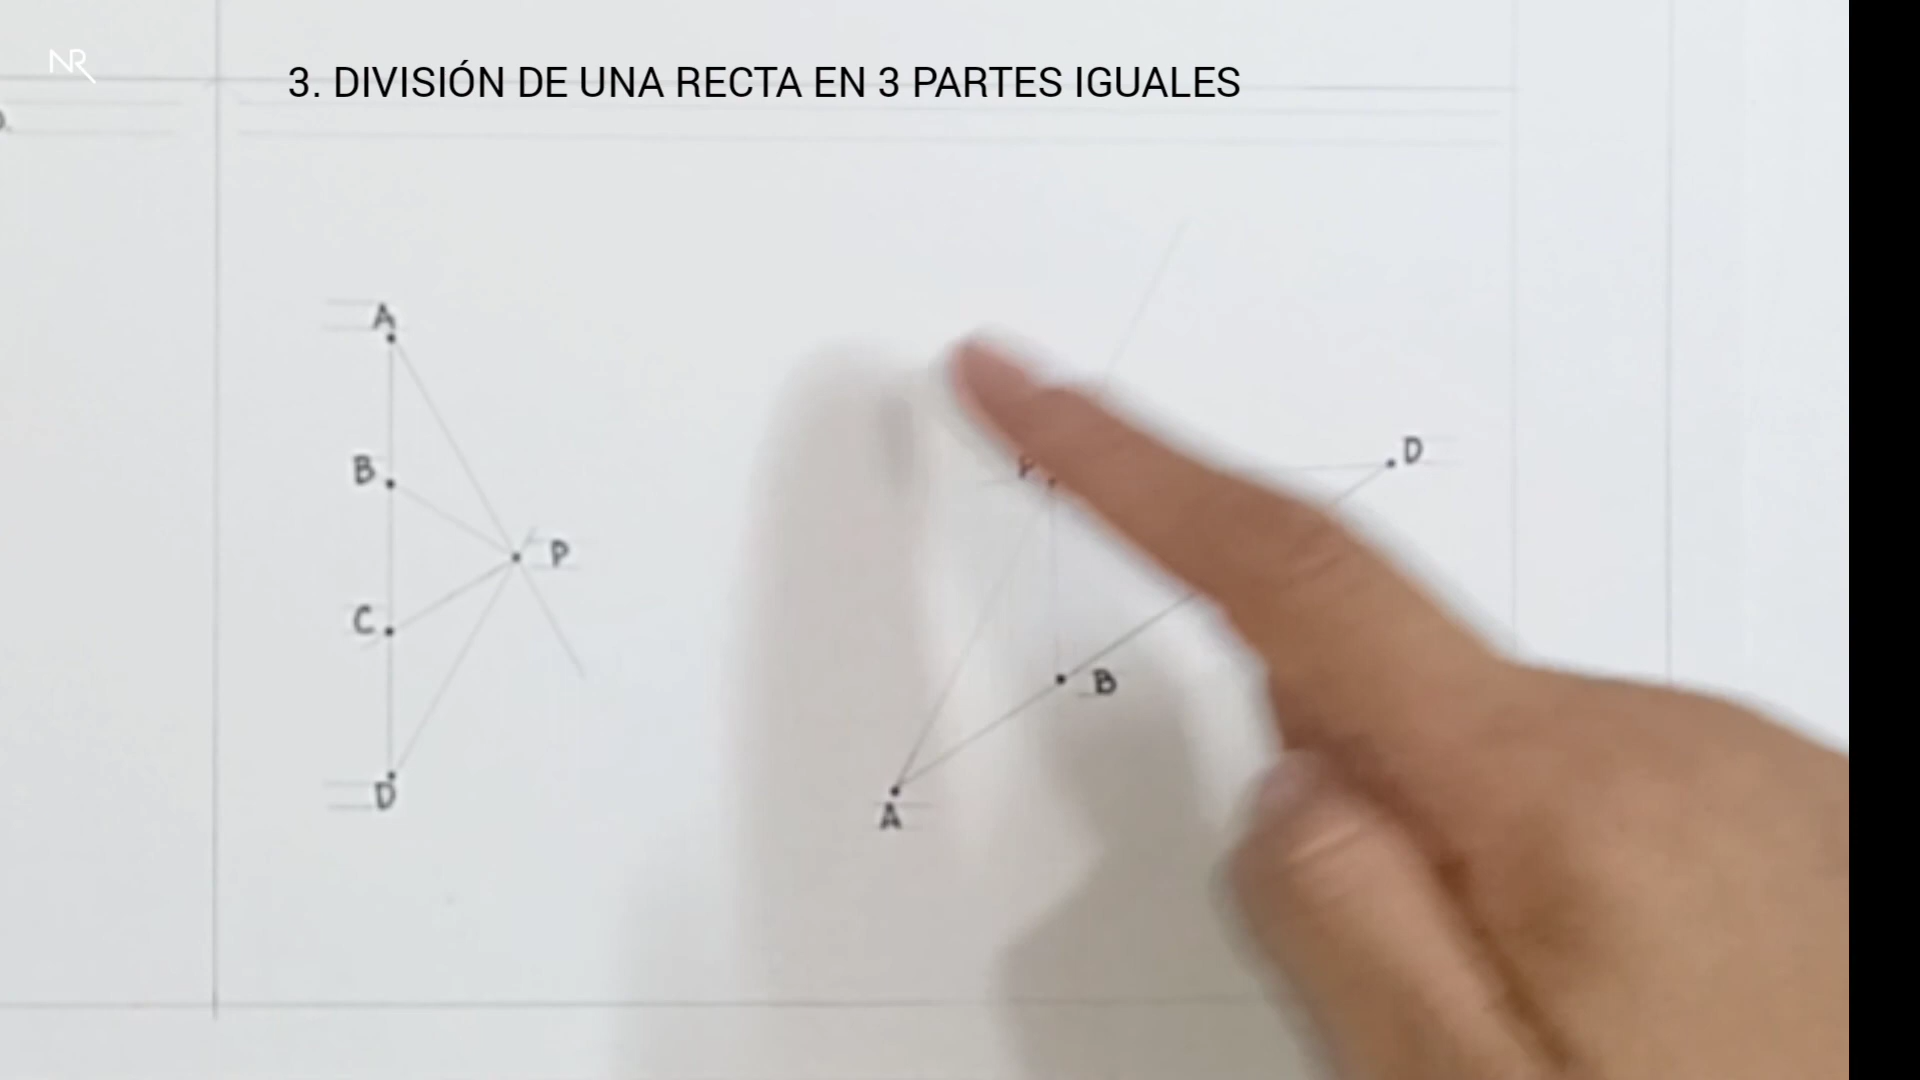 NR
3. DIVISIÓN DE UNA RECTA EN 3 PARTES IGUALES
A
B
P
C
D
P
D
B
A